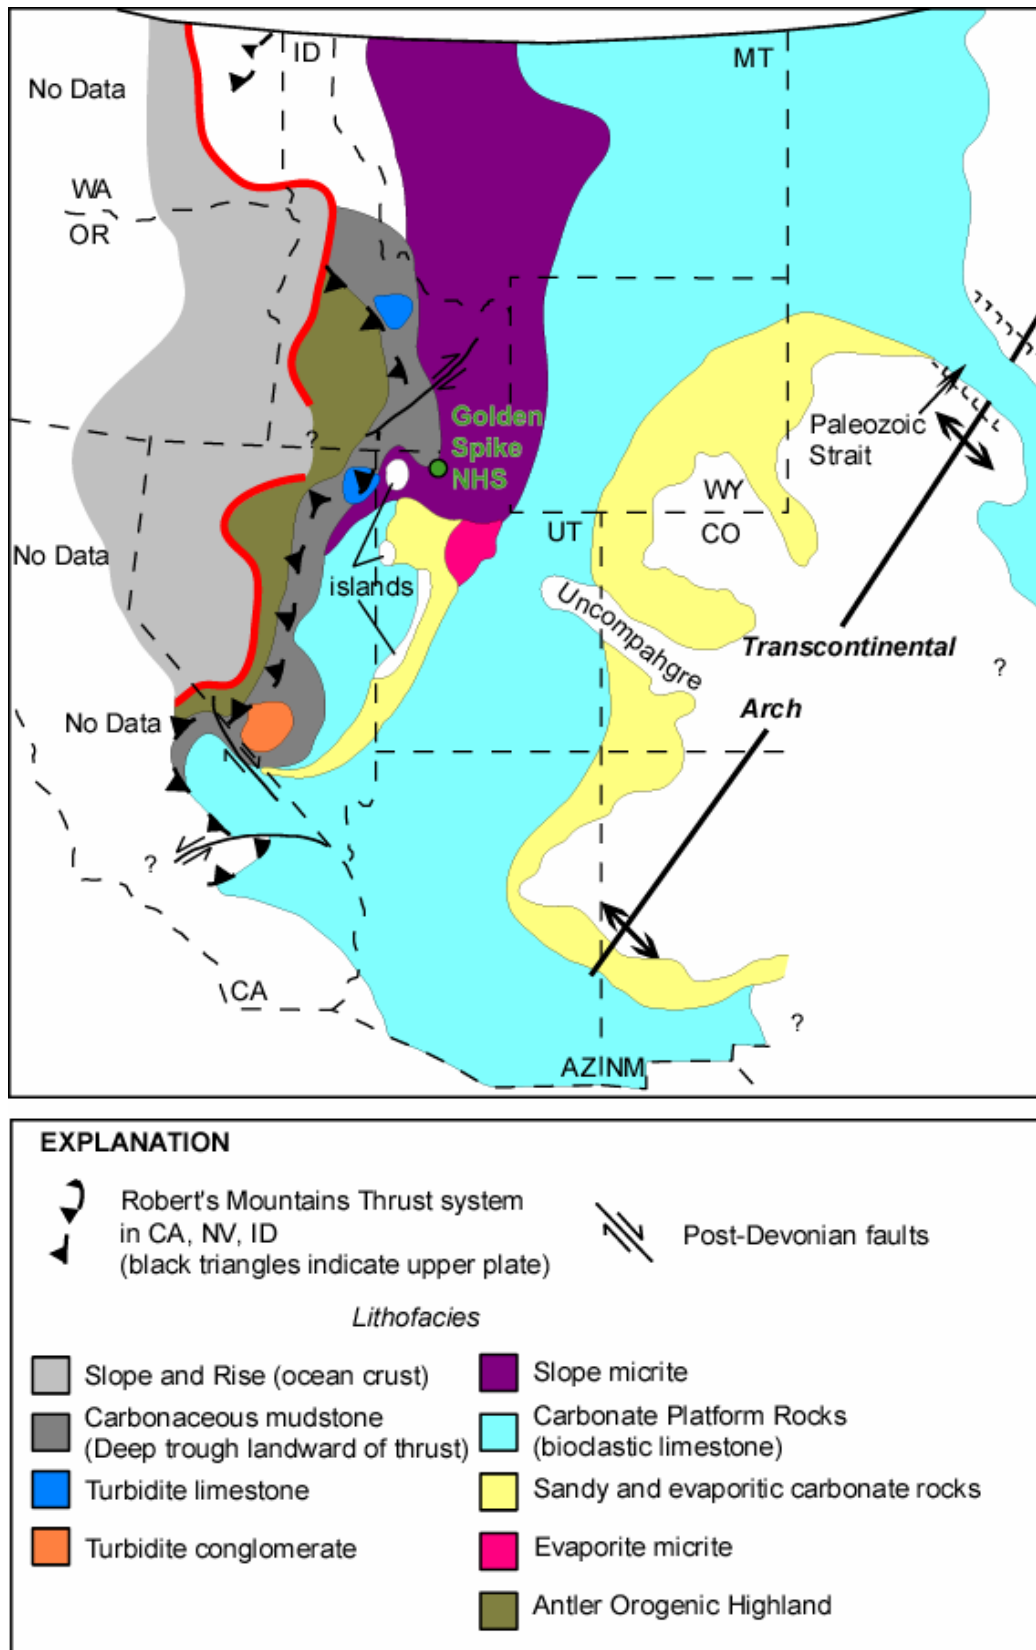 ID
MT
No Data
WA
OR
Golden
Spike
NHS
?
Paleozoic
Strait
WY
CO
UT
No Data
islands
Uncompahgre
Transcontinental
?
Arch
No Data
?
CA
?
AZ NM
EXPLANATION
Robert's Mountains Thrust system
in CA, NV, ID
(black triangles indicate upper plate)
Post-Devonian faults
Lithofacies
Slope and Rise (ocean crust)
Carbonaceous mudstone
(Deep trough landward of thrust)
Turbidite limestone
Turbidite conglomerate
Slope micrite
Carbonate Platform Rocks
(bioclastic limestone)
Sandy and evaporitic carbonate rocks
Evaporite micrite
Antler Orogenic Highland